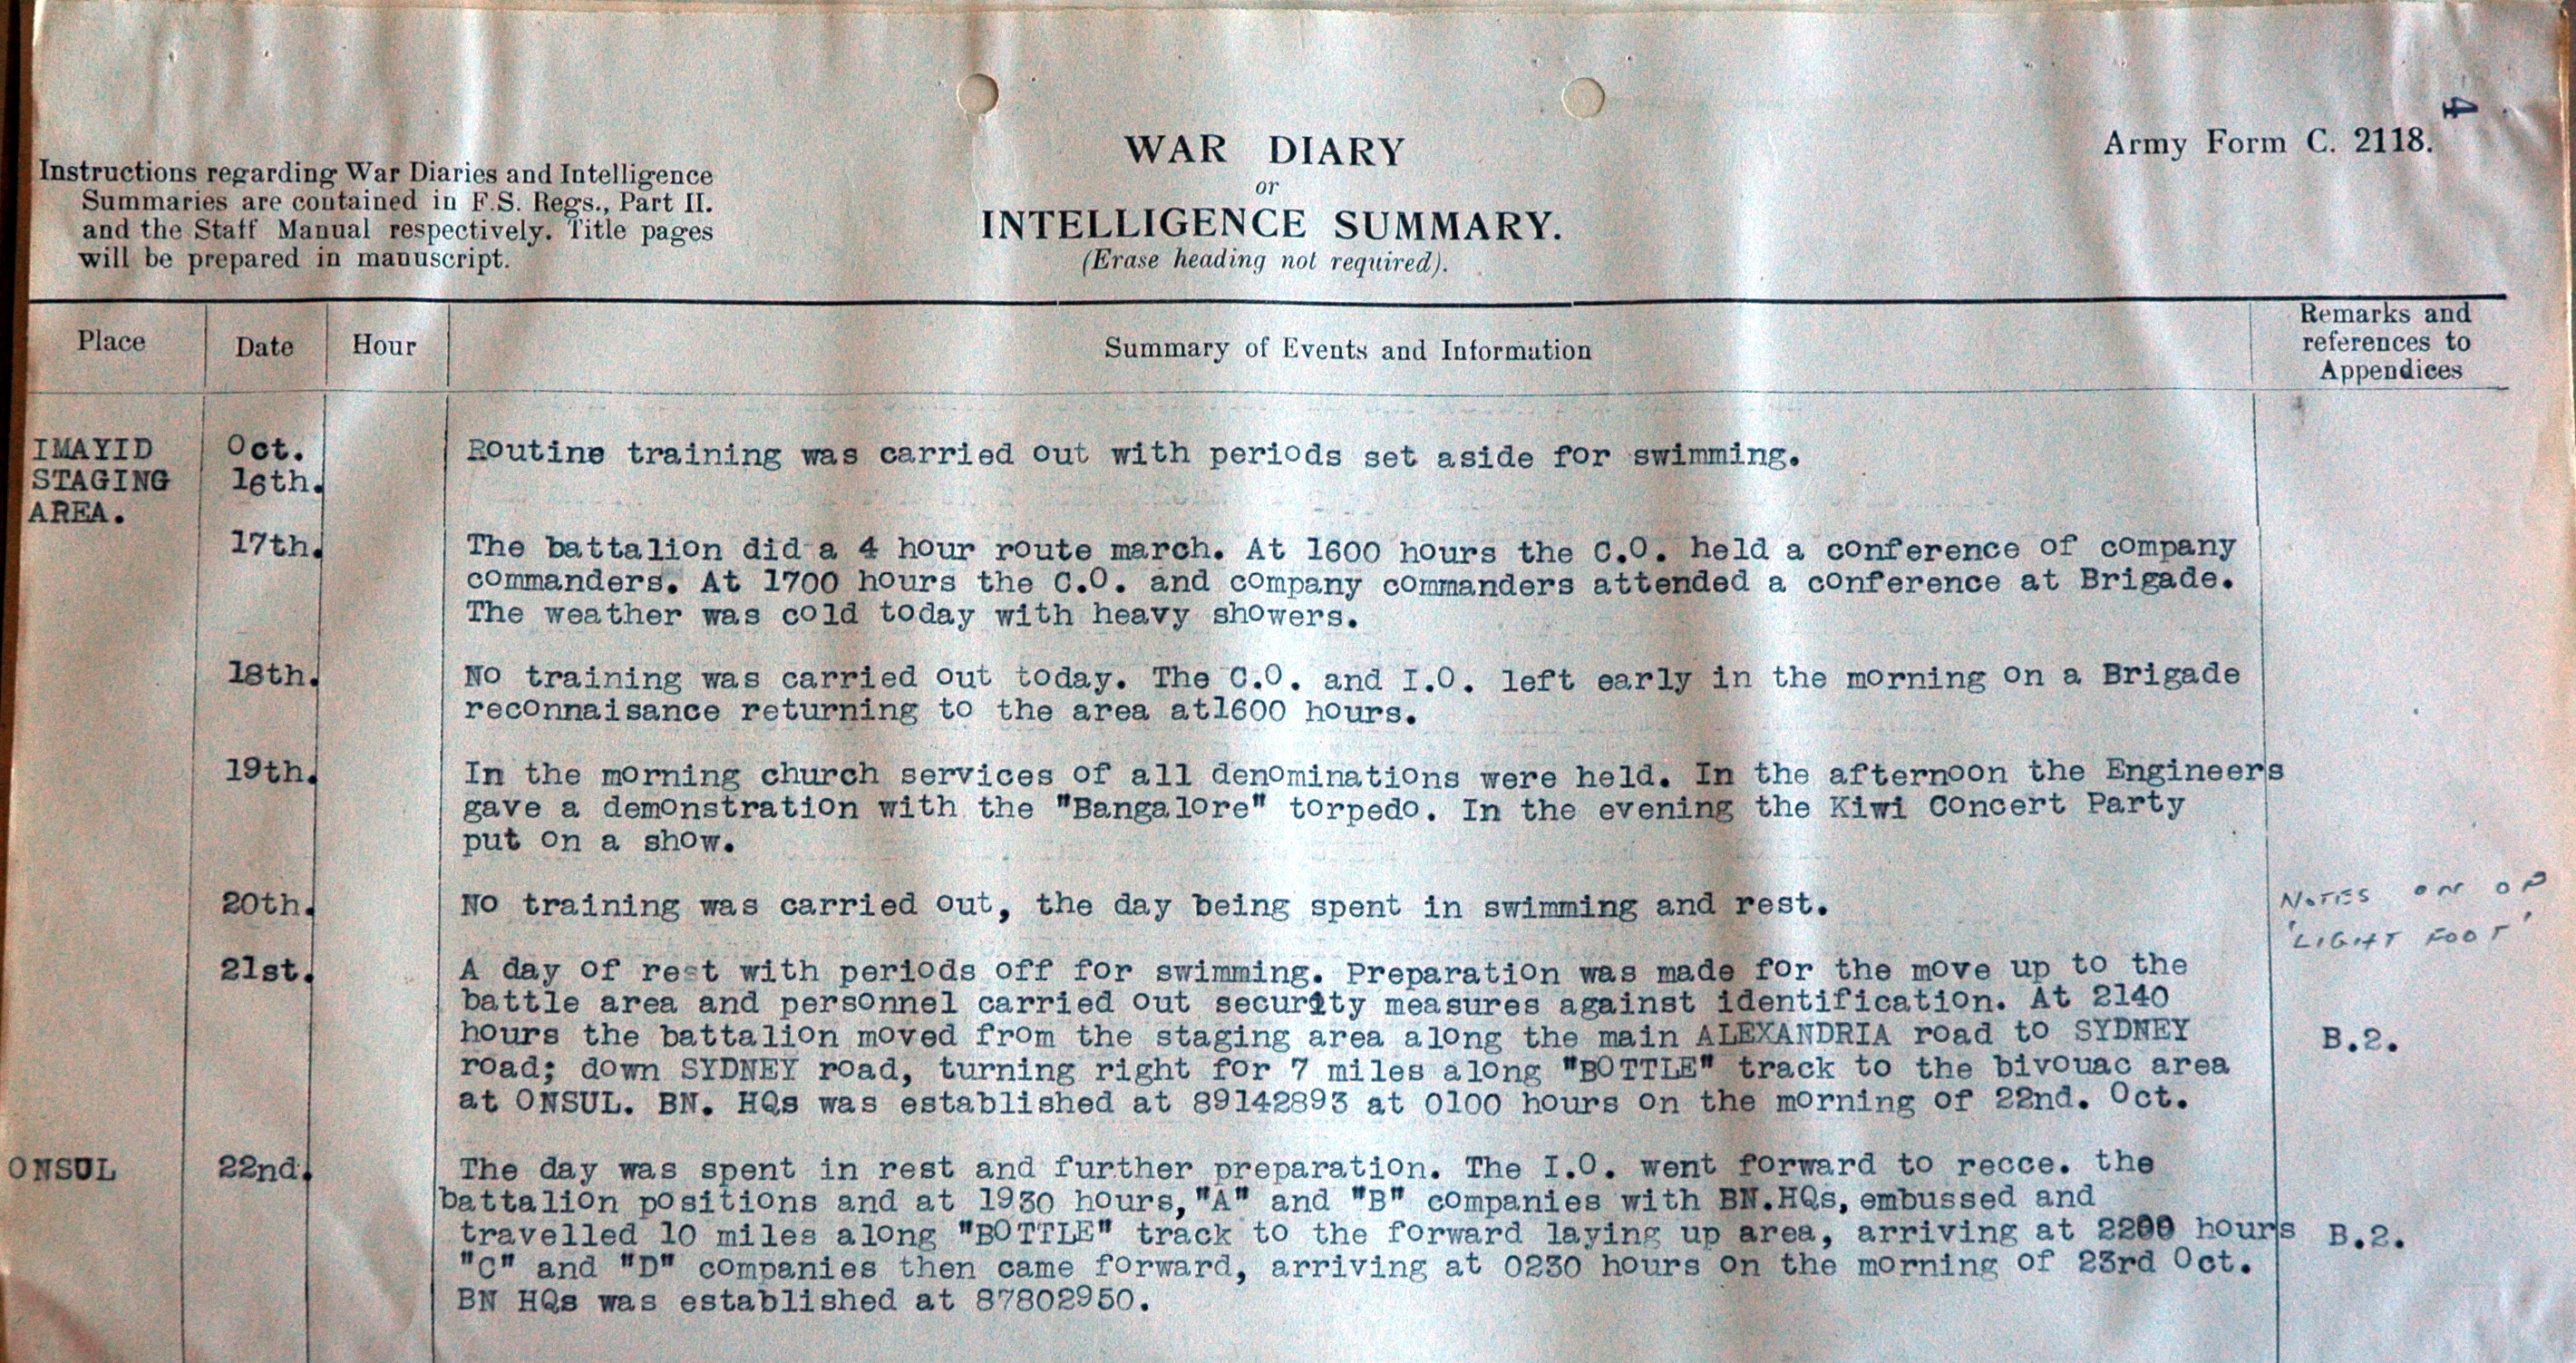 4
Army Form C. 2118.
WAR DIARY
or
INTELLIGENCE SUMMARY.
(Erase heading not required).
Instructions regarding War Diaries and Intelligence
Summaries are contained in F.S. Regs., Part II.
and the Staff Manual respectively. Title pages
will be prepared in manuscript.
Place
Date
Hour
Summary of Events and Information
Remarks and
references to
Appendices
IMAYID
STAGING
AREA.
Oct.
16th.
Routine training was carried out with periods set aside for swimming.
17th.
The battalion did a 4 hour route march. At 1600 hours the C.O. held a conference of company
commanders. At 1700 hours the C.O. and company commanders attended a conference at Brigade.
The weather was cold today with heavy showers.
18th.
No training was carried out today. The C.O. and I.O. left early in the morning on a Brigade
reconnaisance returning to the area at1600 hours.
19th.
In the morning church services of all denominations were held. In the afternoon the Engineers
gave a demonstration with the "Bangalore" torpedo. In the evening the Kiwi Concert Party
put on a show.
20th.
No training was carried out, the day being spent in swimming and rest.
NOTES ON OP
'LIGHT FOOT'
21st.
A day of rest with periods off for swimming. Preparation was made for the move up to the
battle area and personnel carried out security measures against identification. At 2140
hours the battalion moved from the staging area along the main ALEXANDRIA road to SYDNEY
B.2.
road; down SYDNEY road, turning right for 7 miles along "BOTTLE" track to the bivouac area
at ONSUL. BN. HQs was established at 89142893 at 0100 hours on the morning of 22nd. Oct.
ONSUL
22nd.
The day was spent in rest and further preparation. The I.O. went forward to recce. the
battalion positions and at 1930 hours,"A" and "B" companies with BN.HQs, embussed and
travelled 10 miles along "BOTTLE" track to the forward laying up area, arriving at 2200 hours
B.2.
"C" and "D" companies then came forward, arriving at 0230 hours on the morning of 23rd Oct.
BN HQs was established at 87802950.